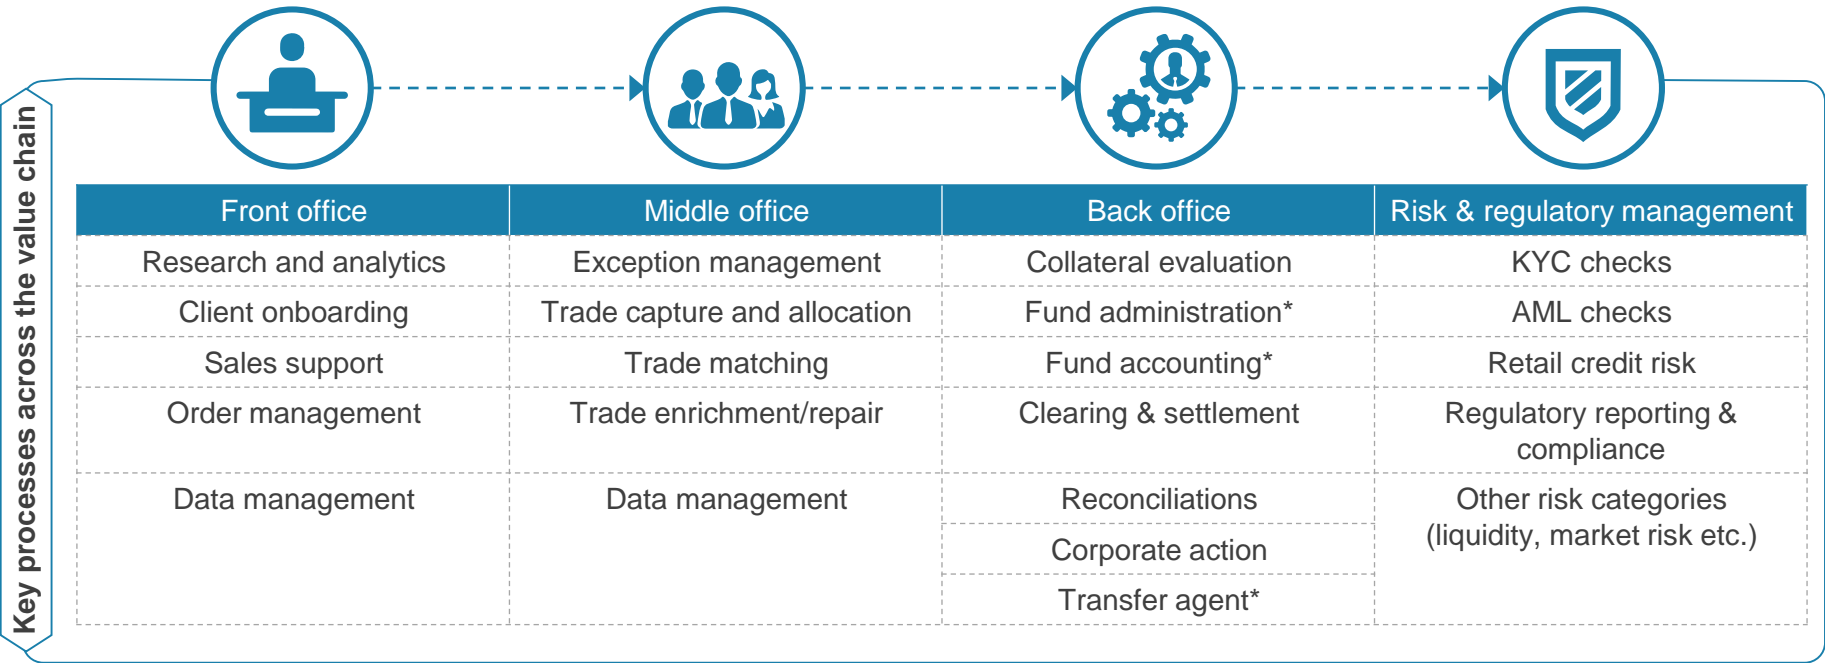 Key processes across the value chain
Front office
Middle office
Back office
Risk & regulatory management
Research and analytics
Exception management
Collateral evaluation
KYC checks
Client onboarding
Trade capture and allocation
Fund administration*
AML checks
Sales support
Trade matching
Fund accounting*
Retail credit risk
Order management
Trade enrichment/repair
Clearing & settlement
Regulatory reporting &
compliance
Data management
Data management
Reconciliations
Corporate action
Transfer agent*
Other risk categories
(liquidity, market risk etc.)